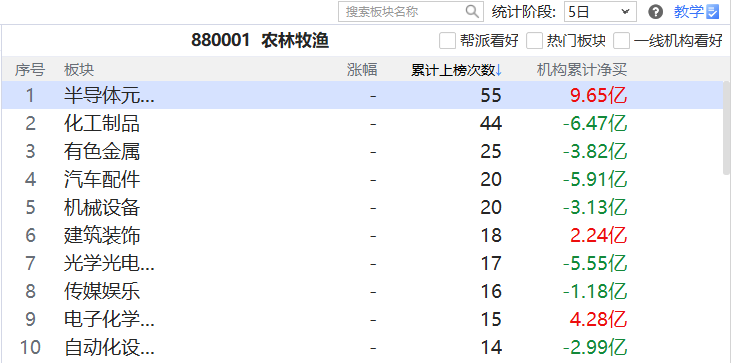 搜索板块名称 统计阶段: 5日 ? 教学
880001 农林牧渔 帮派看好 热门板块 一线机构看好
序号 板块 涨幅 累计上榜次数↓ 机构累计净买
1 半导体元... - 55 9.65亿
2 化工制品 - 44 -6.47亿
3 有色金属 - 25 -3.82亿
4 汽车配件 - 20 -5.91亿
5 机械设备 - 20 -3.13亿
6 建筑装饰 - 18 2.24亿
7 光学光电... - 17 -5.55亿
8 传媒娱乐 - 16 -1.18亿
9 电子化学... - 15 4.28亿
10 自动化设... - 14 -2.99亿